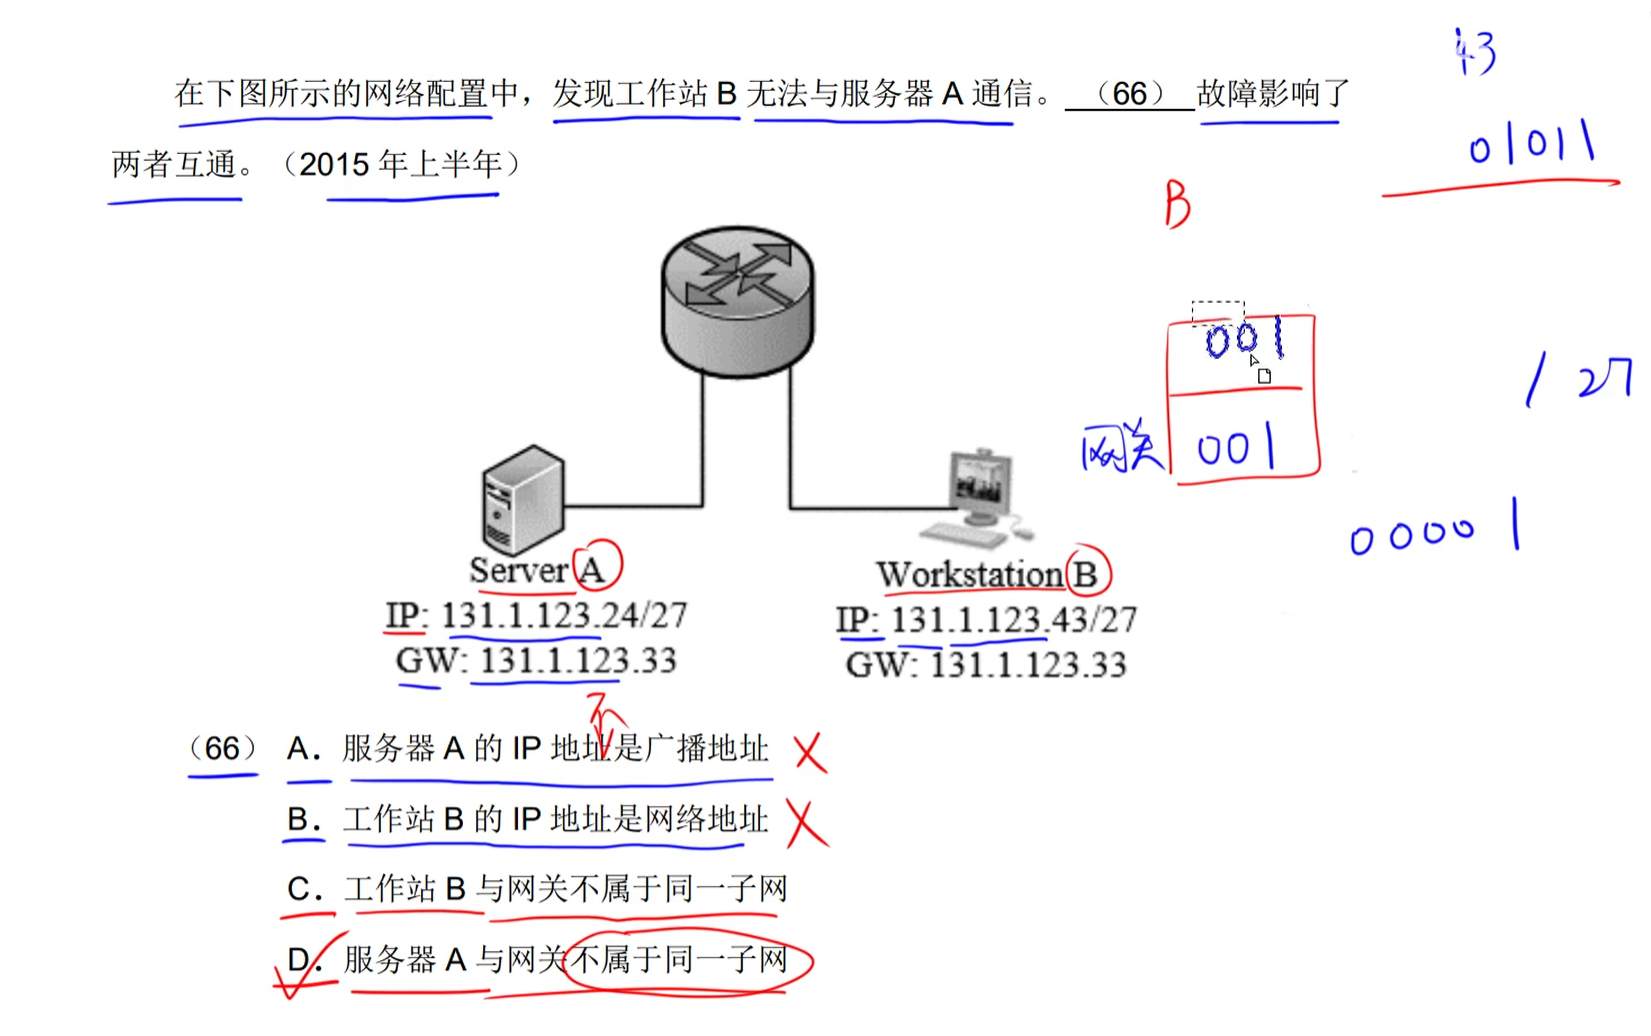 在下图所示的网络配置中，发现工作站 B 无法与服务器 A 通信。（66）故障影响了
两者互通。（2015 年上半年）
43
01011
B
001
网关 001
/27
00001
Server A
IP: 131.1.123.24/27
GW: 131.1.123.33
Workstation B
IP: 131.1.123.43/27
GW: 131.1.123.33
不
（66） A．服务器 A 的 IP 地址是广播地址
B．工作站 B 的 IP 地址是网络地址
C．工作站 B 与网关不属于同一子网
D．服务器 A 与网关不属于同一子网